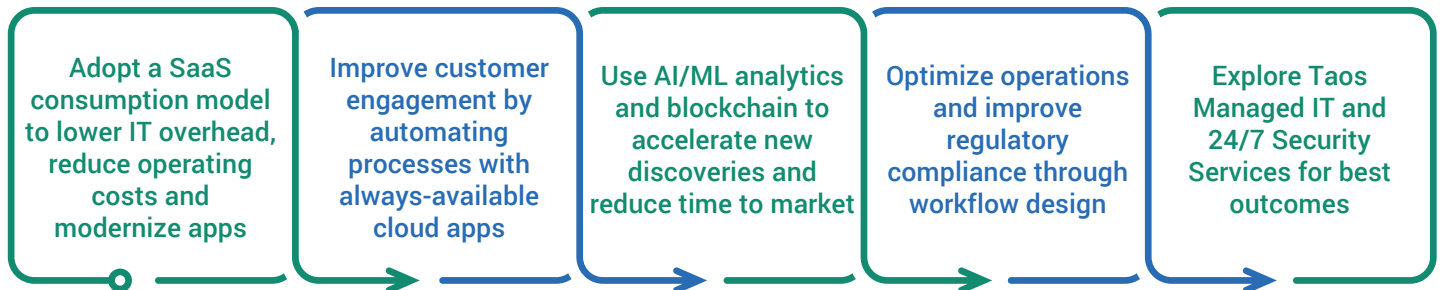 Adopt a SaaS
consumption model
to lower IT overhead,
reduce operating
costs and
modernize apps
Improve customer
engagement by
automating
processes with
always-available
cloud apps
Use AI/ML analytics
and blockchain to
accelerate new
discoveries and
reduce time to market
Optimize operations
and improve
regulatory
compliance through
workflow design
Explore Taos
Managed IT and
24/7 Security
Services for best
outcomes